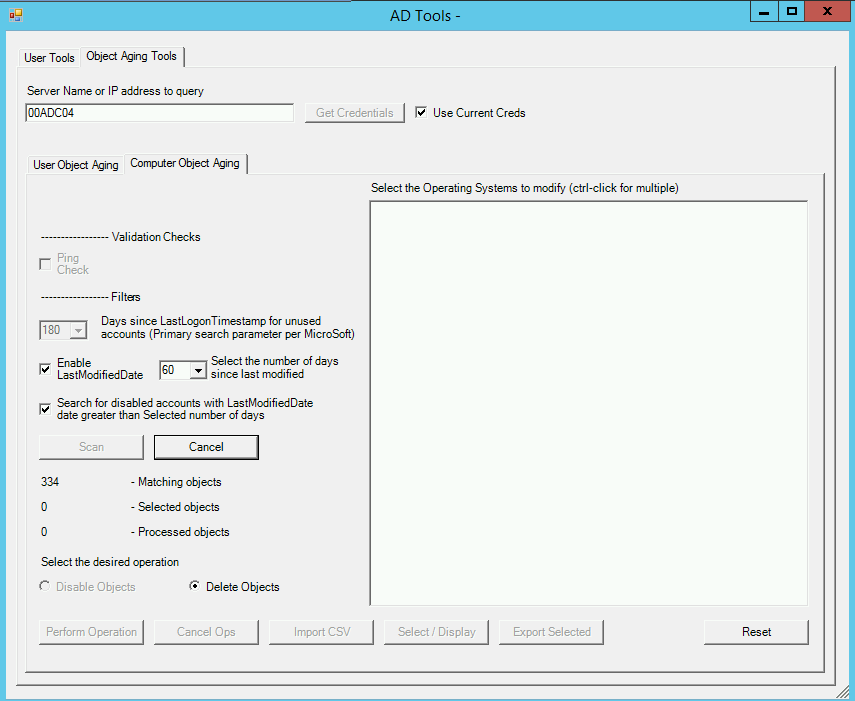 AD Tools -
User Tools
Object Aging Tools
Server Name or IP address to query
00ADC04
Get Credentials
Use Current Creds
User Object Aging
Computer Object Aging
Select the Operating Systems to modify (ctrl-click for multiple)
----------------- Validation Checks
Ping
Check
----------------- Filters
180
Days since LastLogonTimestamp for unused
accounts (Primary search parameter per MicroSoft)
Enable
LastModifiedDate
60
Select the number of days
since last modified
Search for disabled accounts with LastModifiedDate
date greater than Selected number of days
Scan
Cancel
334 - Matching objects
0 - Selected objects
0 - Processed objects
Select the desired operation
Disable Objects
Delete Objects
Perform Operation
Cancel Ops
Import CSV
Select / Display
Export Selected
Reset